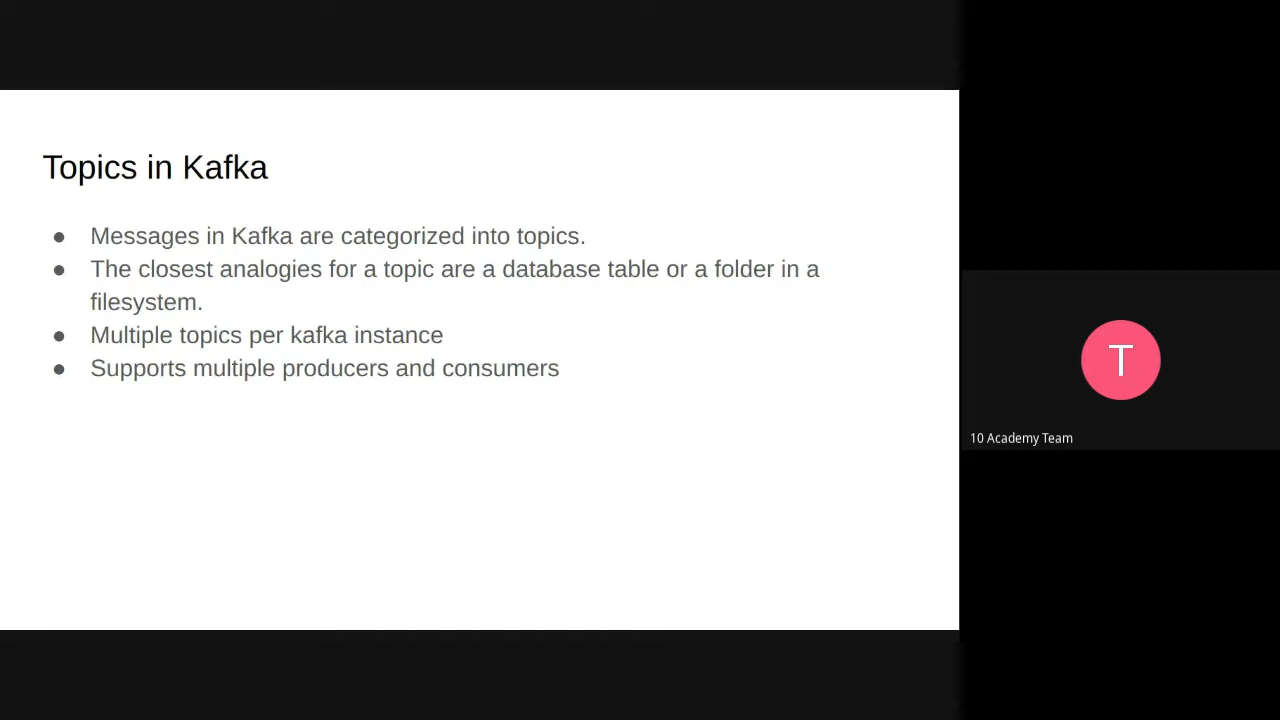 Topics in Kafka
● Messages in Kafka are categorized into topics.
● The closest analogies for a topic are a database table or a folder in a
filesystem.
● Multiple topics per kafka instance
● Supports multiple producers and consumers
T
10 Academy Team